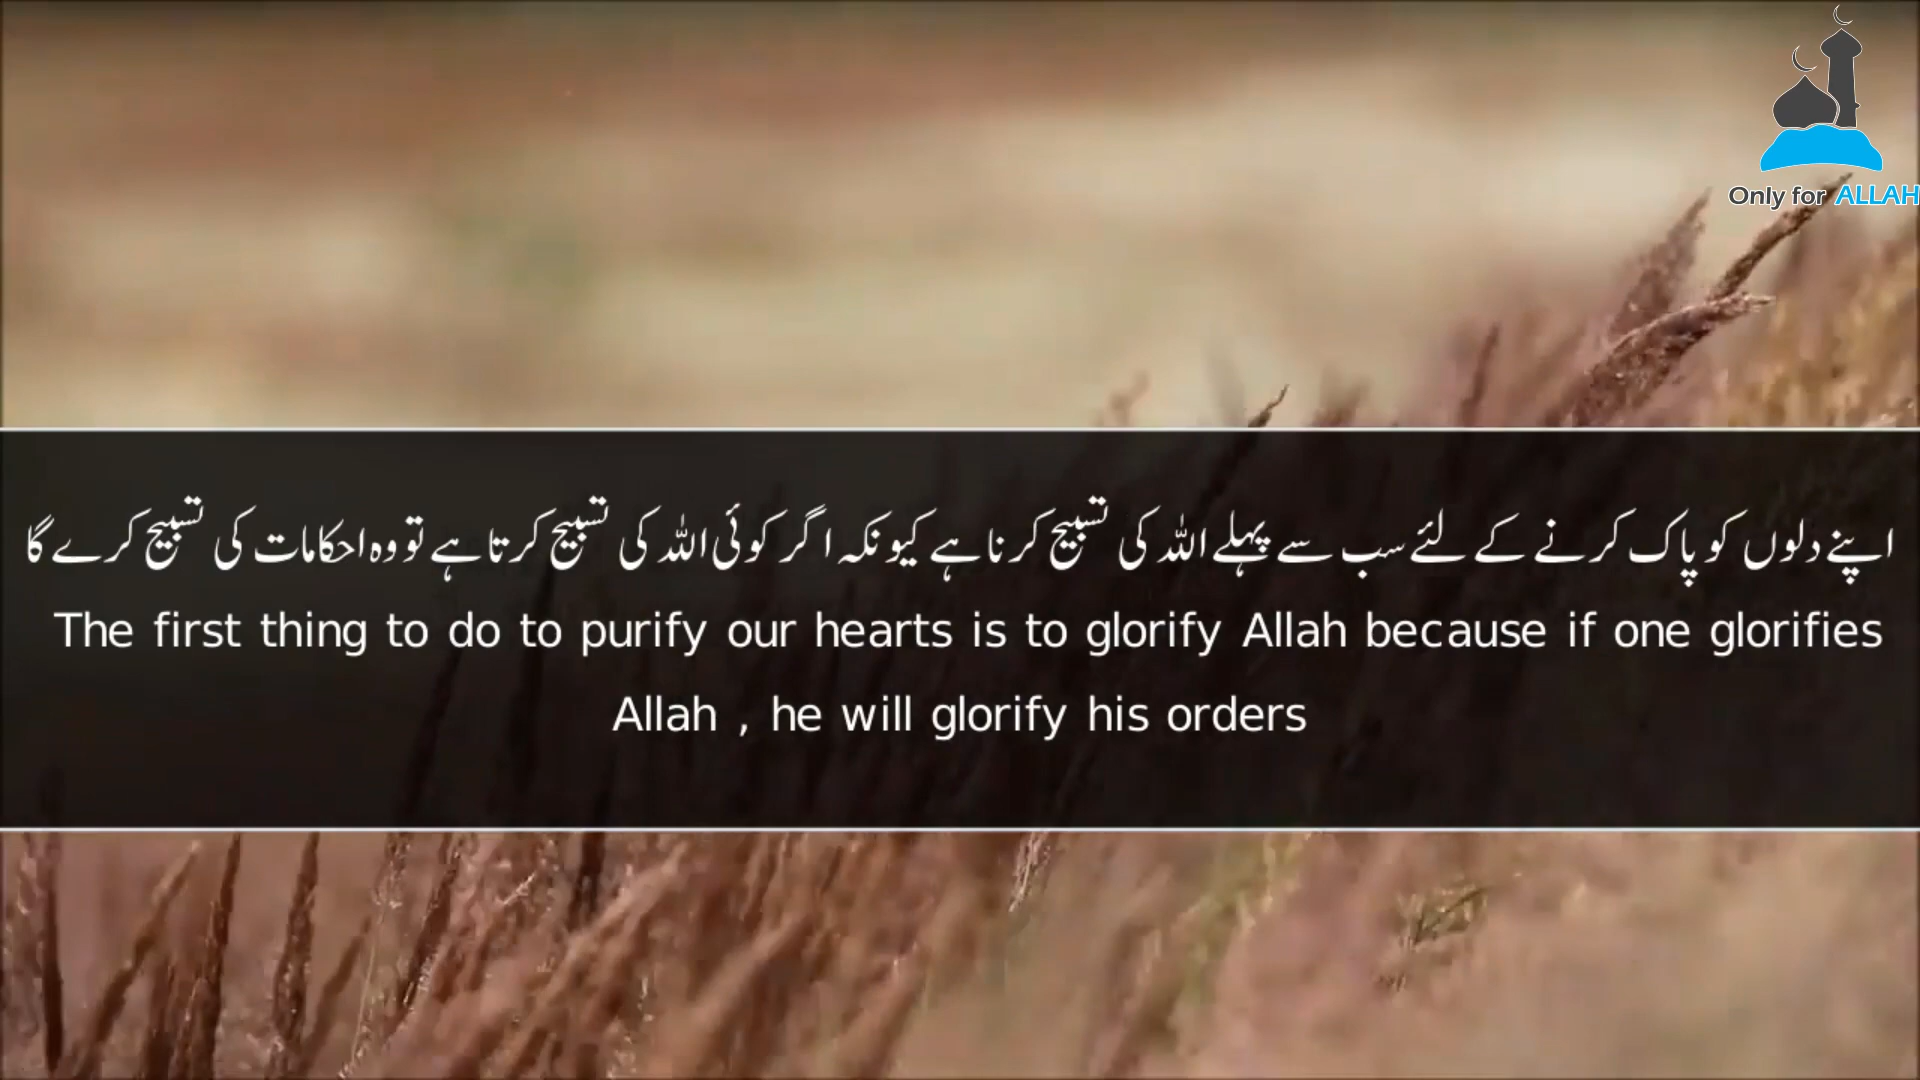 Only for ALLAH
اپنے دلوں کو پاک کرنے کے لئے سب سے پہلے اللہ کی تسبیح کرنا ہے کیونکہ اگر کوئی اللہ کی تسبیح کرتا ہے تو وہ احکامات کی تسبیح کرے گا
The first thing to do to purify our hearts is to glorify Allah because if one glorifies
Allah , he will glorify his orders